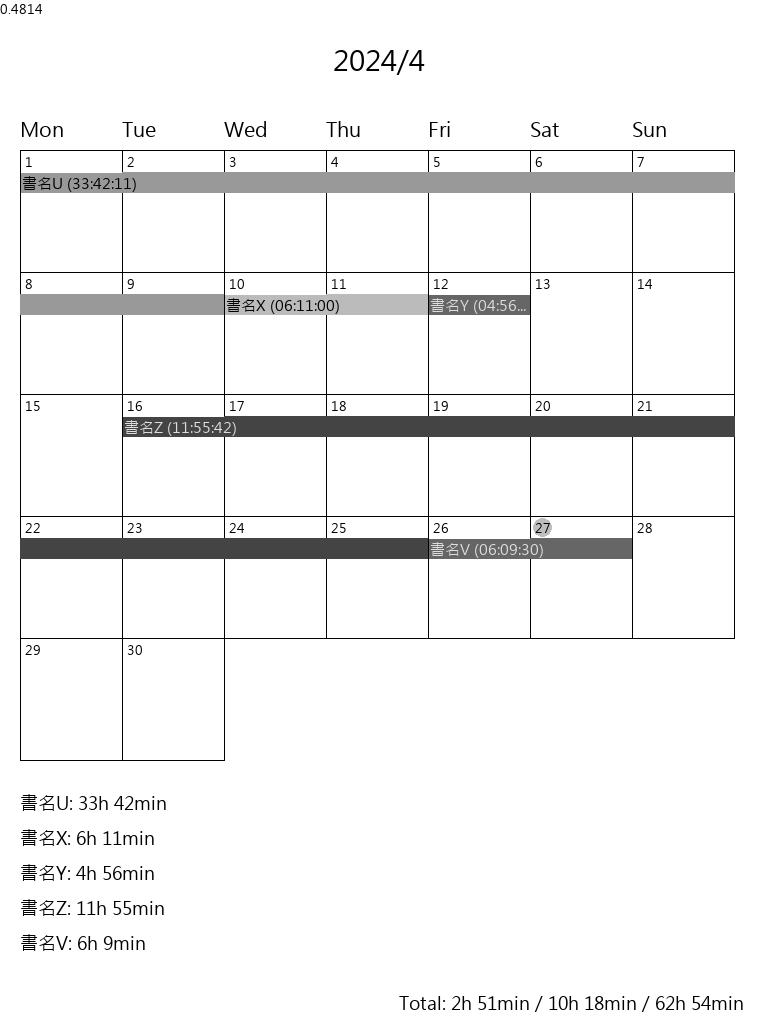 0.4814
2024/4
Mon Tue Wed Thu Fri Sat Sun
1 2 3 4 5 6 7
書名U (33:42:11)
8 9 10 11 12 13 14
書名X (06:11:00) 書名Y (04:56...
15 16 17 18 19 20 21
書名Z (11:55:42)
22 23 24 25 26 27 28
書名V (06:09:30)
29 30
書名U: 33h 42min
書名X: 6h 11min
書名Y: 4h 56min
書名Z: 11h 55min
書名V: 6h 9min
Total: 2h 51min / 10h 18min / 62h 54min